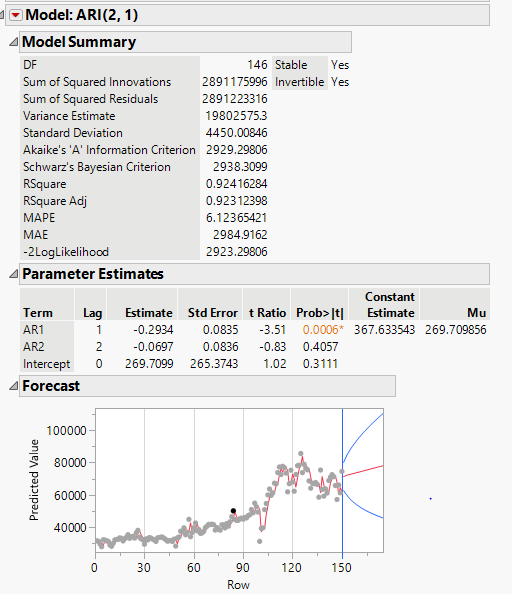 Model: ARI(2, 1)
Model Summary
DF 146 Stable Yes
Sum of Squared Innovations 2891175996 Invertible Yes
Sum of Squared Residuals 2891223316
Variance Estimate 19802575.3
Standard Deviation 4450.00846
Akaike's 'A' Information Criterion 2929.29806
Schwarz's Bayesian Criterion 2938.3099
RSquare 0.92416284
RSquare Adj 0.92312398
MAPE 6.12365421
MAE 2984.9162
-2LogLikelihood 2923.29806
Parameter Estimates
Term Lag Estimate Std Error t Ratio Prob>|t| Constant Estimate Mu
AR1 1 -0.2934 0.0835 -3.51 0.0006* 367.633543 269.709856
AR2 2 -0.0697 0.0836 -0.83 0.4057
Intercept 0 269.7099 265.3743 1.02 0.3111
Forecast
Predicted Value
100000
80000
60000
40000
0 30 60 90 120 150
Row